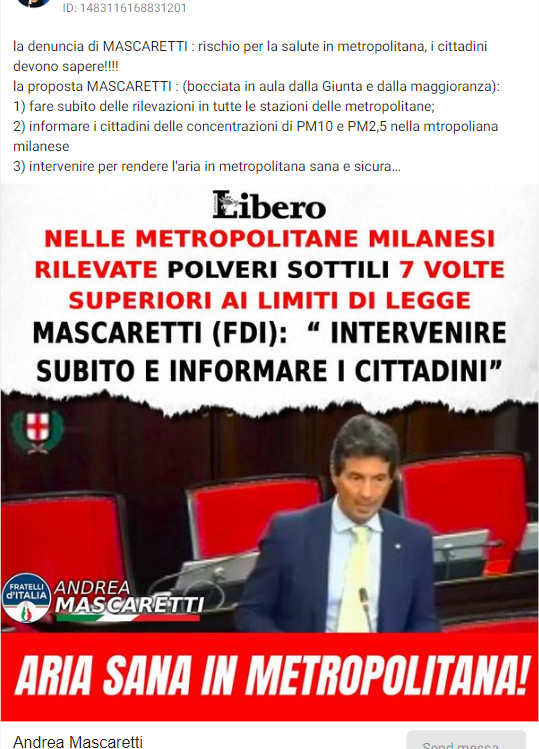 ID: 1483116168831201
la denuncia di MASCARETTI : rischio per la salute in metropolitana, i cittadini
devono sapere!!!!
la proposta MASCARETTI : (bocciata in aula dalla Giunta e dalla maggioranza):
1) fare subito delle rilevazioni in tutte le stazioni delle metropolitane;
2) informare i cittadini delle concentrazioni di PM10 e PM2,5 nella mtropoliana
milanese
3) intervenire per rendere l'aria in metropolitana sana e sicura...
Libero
NELLE METROPOLITANE MILANESI
RILEVATE POLVERI SOTTILI 7 VOLTE
SUPERIORI AI LIMITI DI LEGGE
MASCARETTI (FDI): “ INTERVENIRE
SUBITO E INFORMARE I CITTADINI”
FRATELLI
d'ITALIA
ANDREA
MASCARETTI
ARIA SANA IN METROPOLITANA!
Andrea Mascaretti
Send messa...